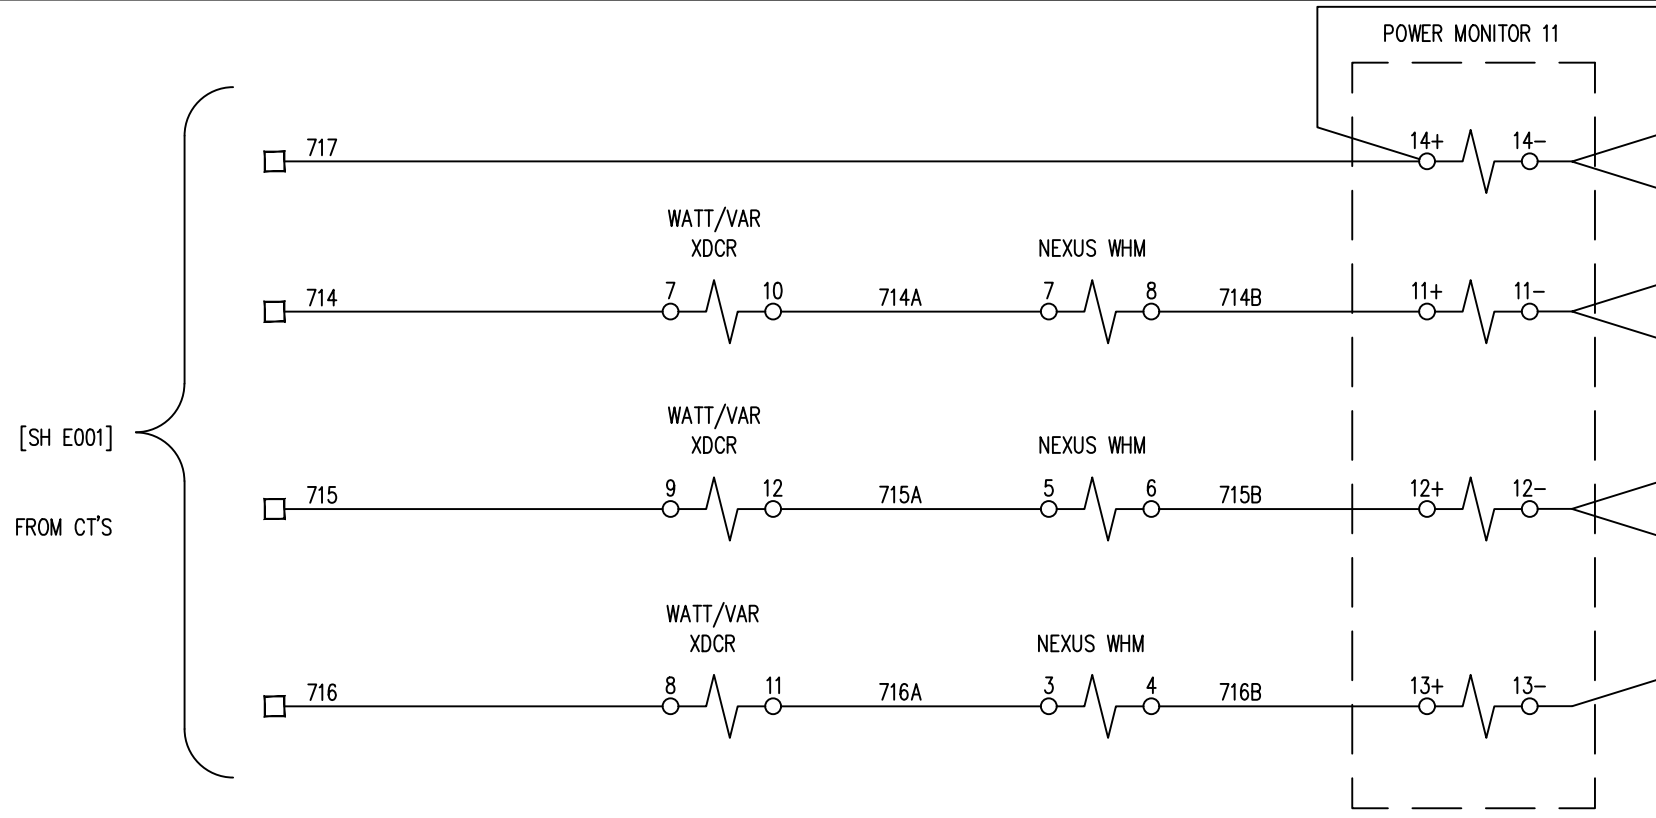 POWER MONITOR 11
717
14+
14-
WATT/VAR
XDCR
NEXUS WHM
714
7
10
714A
7
8
714B
11+
11-
[SH E001]
FROM CT'S
WATT/VAR
XDCR
NEXUS WHM
715
9
12
715A
5
6
715B
12+
12-
WATT/VAR
XDCR
NEXUS WHM
716
8
11
716A
3
4
716B
13+
13-